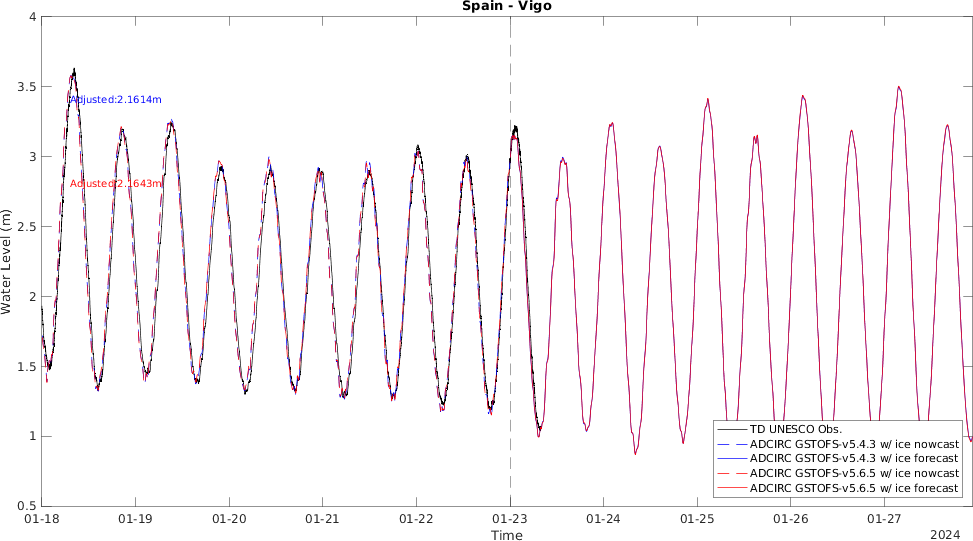 Spain - Vigo
4
3.5
3
2.5
2
1.5
1
0.5
Water Level (m)
Adjusted:2.1614m
Adjusted:2.1643m
TD UNESCO Obs.
ADCIRC GSTOFS-v5.4.3 w/ ice nowcast
ADCIRC GSTOFS-v5.4.3 w/ ice forecast
ADCIRC GSTOFS-v5.6.5 w/ ice nowcast
ADCIRC GSTOFS-v5.6.5 w/ ice forecast
01-18 01-19 01-20 01-21 01-22 01-23 01-24 01-25 01-26 01-27
Time
2024